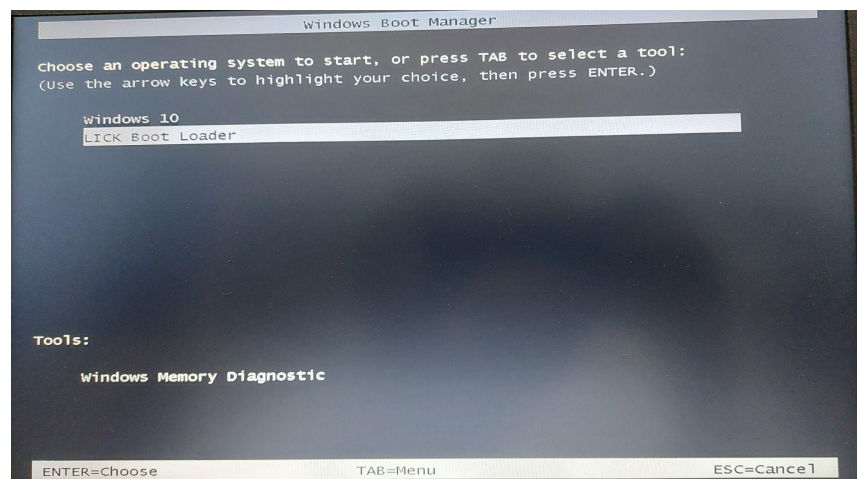 Windows Boot Manager
Choose an operating system to start, or press TAB to select a tool:
(Use the arrow keys to highlight your choice, then press ENTER.)
Windows 10
LICK Boot Loader
Tools:
Windows Memory Diagnostic
ENTER=Choose TAB=Menu ESC=Cancel